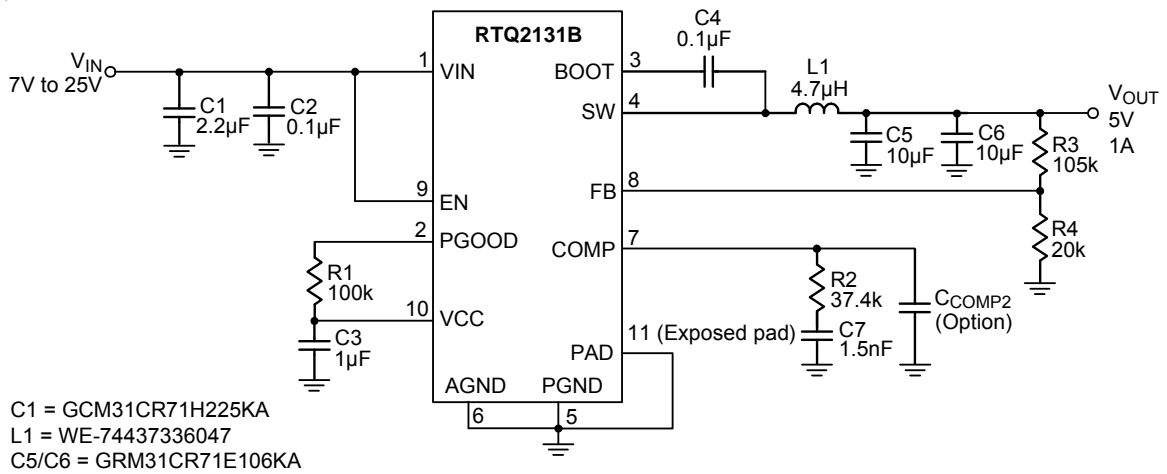 RTQ2131B
C4
0.1µF
VIN
7V to 25V
1
VIN
BOOT
3
L1
4.7µH
SW
4
VOUT
5V
1A
C1
2.2µF
C2
0.1µF
C5
10µF
C6
10µF
R3
105k
9
EN
FB
8
2
PGOOD
COMP
7
R4
20k
R1
100k
R2
37.4k
CCOMP2
(Option)
10
VCC
C3
1µF
11 (Exposed pad)
C7
1.5nF
PAD
AGND
PGND
6
5
C1 = GCM31CR71H225KA
L1 = WE-74437336047
C5/C6 = GRM31CR71E106KA